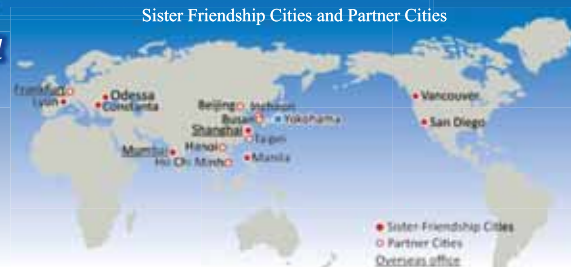 Sister Friendship Cities and Partner Cities
Frankfurt
Lyon
Odessa
Constanta
Beijing
Incheon
Busan
Yokohama
Shanghai
Taipei
Mumbai
Hanoi
Ho Chi Minh
Manila
Vancouver
San Diego
Sister Friendship Cities
Partner Cities
Overseas office